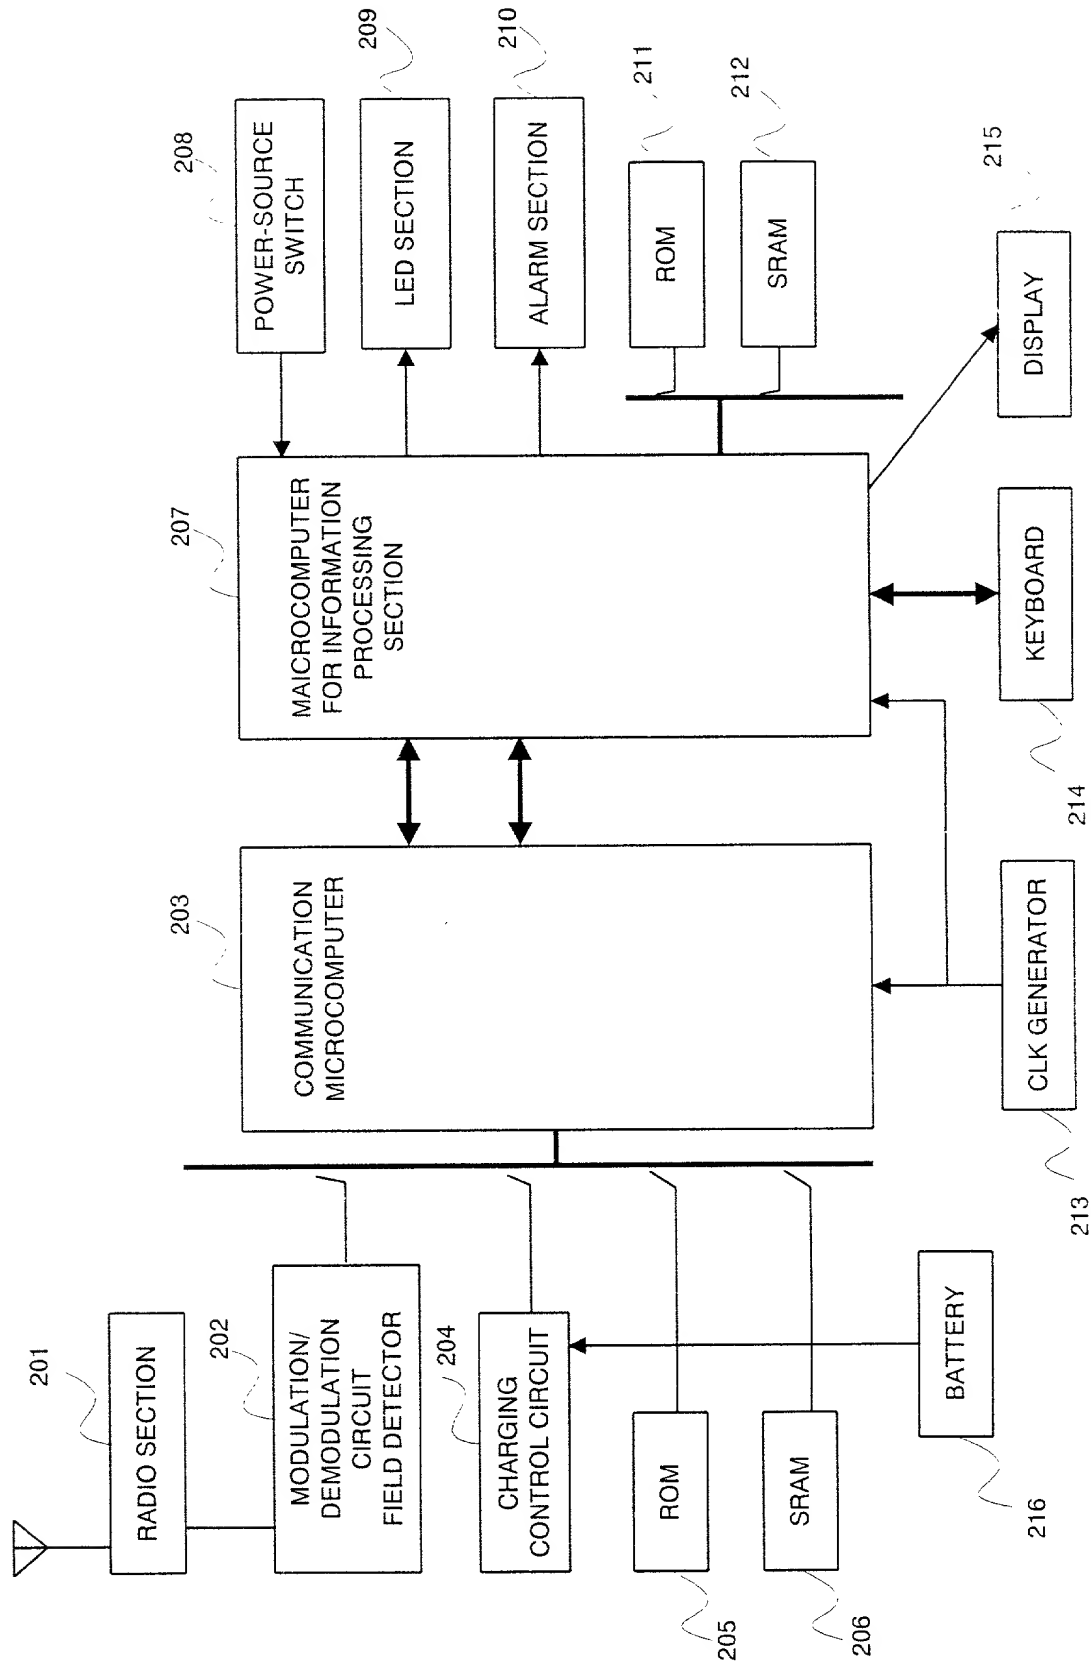 201
RADIO SECTION
202
MODULATION/
DEMODULATION
CIRCUIT
FIELD DETECTOR
204
CHARGING
CONTROL CIRCUIT
ROM
205
SRAM
206
BATTERY
216
203
COMMUNICATION
MICROCOMPUTER
CLK GENERATOR
213
207
MAICROCOMPUTER
FOR INFORMATION
PROCESSING
SECTION
KEYBOARD
214
208
POWER-SOURCE
SWITCH
209
LED SECTION
210
ALARM SECTION
211
ROM
212
SRAM
215
DISPLAY